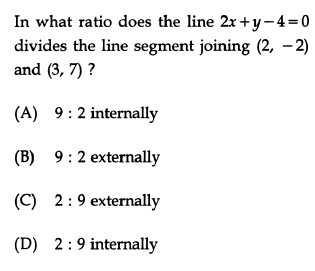 In what ratio does the line 2x+y−4=0
divides the line segment joining (2, −2)
and (3, 7) ?
(A) 9 : 2 internally
(B) 9 : 2 externally
(C) 2 : 9 externally
(D) 2 : 9 internally